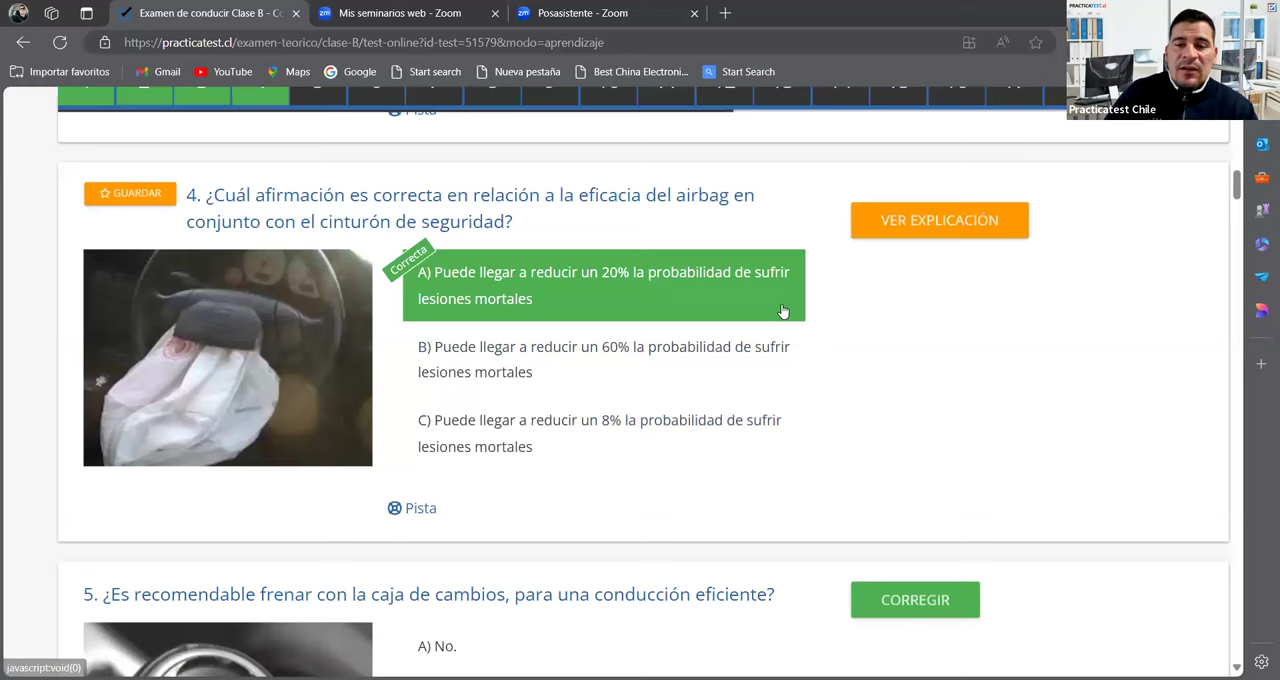 Examen de conducir Clase B - Cc
Mis seminarios web - Zoom
Posasistente - Zoom
https://practicatest.cl/examen-teorico/clase-B/test-online?id-test=51579&modo=aprendizaje
Importar favoritos
Gmail
YouTube
Maps
Google
Start search
Nueva pestaña
Best China Electroni...
Start Search
PRACTICATEST.cl
Practicatest Chile
Pista
GUARDAR
4. ¿Cuál afirmación es correcta en relación a la eficacia del airbag en
conjunto con el cinturón de seguridad?
VER EXPLICACIÓN
Correcta
A) Puede llegar a reducir un 20% la probabilidad de sufrir
lesiones mortales
B) Puede llegar a reducir un 60% la probabilidad de sufrir
lesiones mortales
C) Puede llegar a reducir un 8% la probabilidad de sufrir
lesiones mortales
Pista
5. ¿Es recomendable frenar con la caja de cambios, para una conducción eficiente?
CORREGIR
A) No.
javascript:void(0)